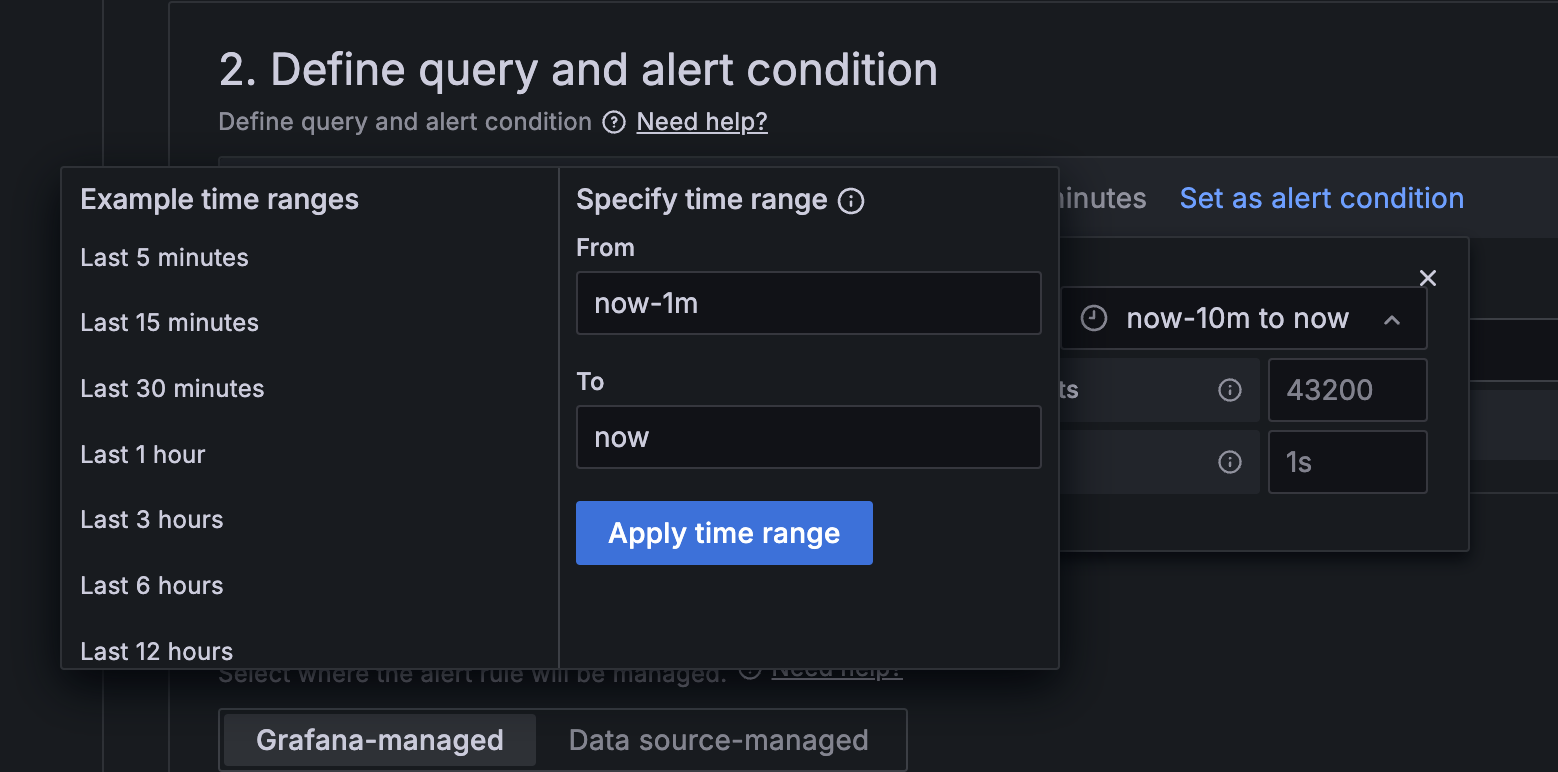 2. Define query and alert condition
Define query and alert condition Need help?
Example time ranges
Last 5 minutes
Last 15 minutes
Last 30 minutes
Last 1 hour
Last 3 hours
Last 6 hours
Last 12 hours
Specify time range
From
now-1m
To
now
Apply time range
Set as alert condition
now-10m to now
43200
1s
Select where the alert rule will be managed. Need help?
Grafana-managed Data source-managed